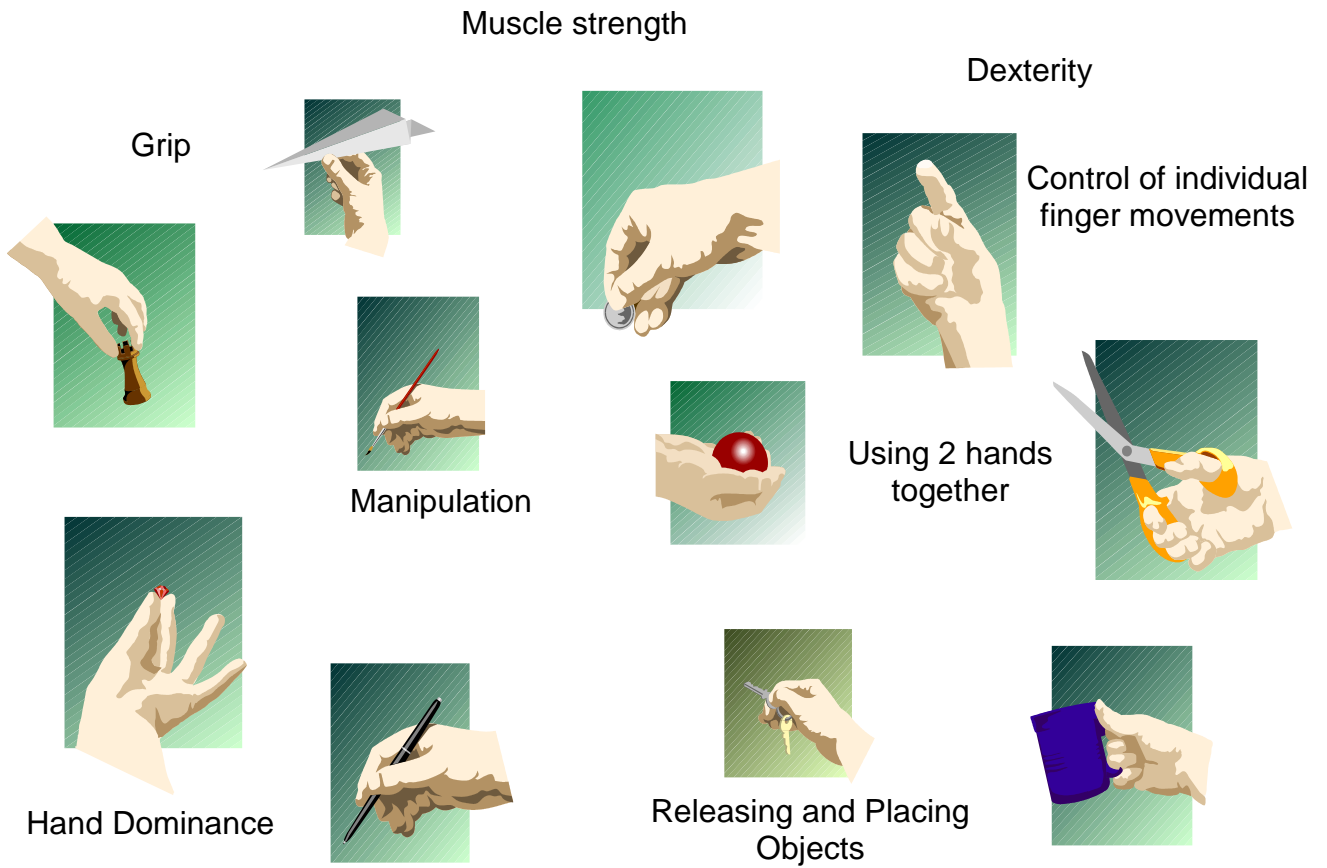 Muscle strength
Dexterity
Grip
Control of individual
finger movements
Using 2 hands
together
Manipulation
Hand Dominance
Releasing and Placing
Objects